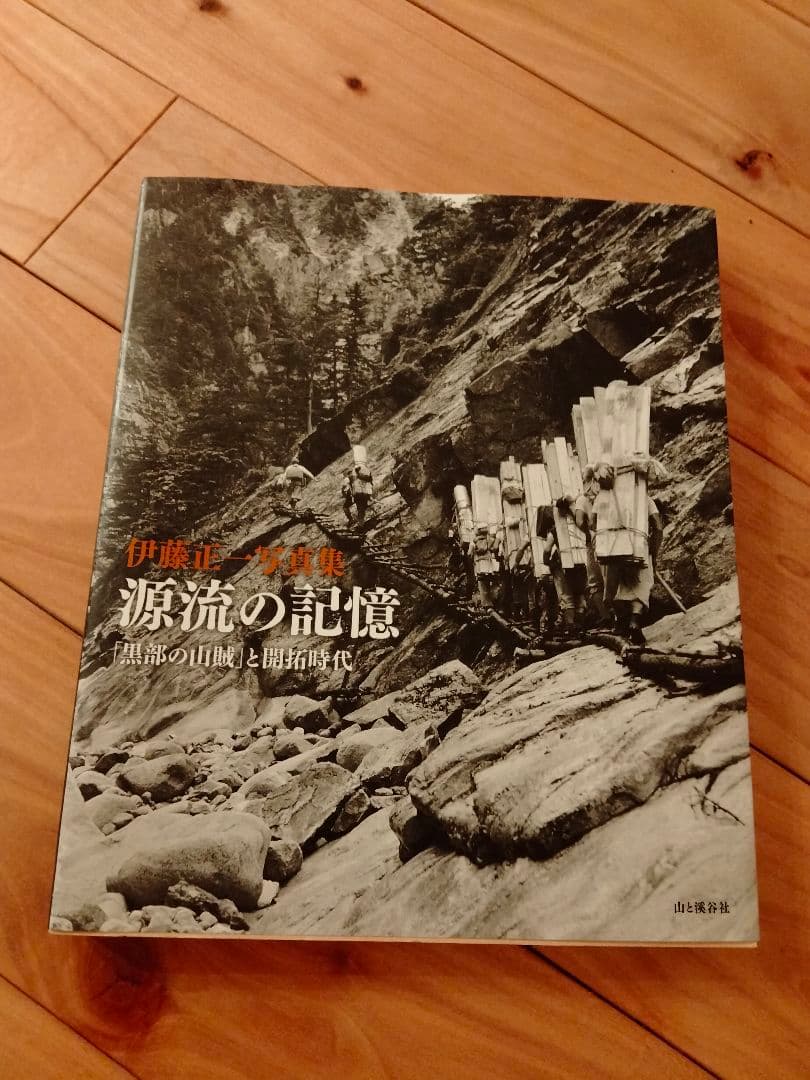 伊藤正一写真集
源流の記憶
「黒部の山賊」と開拓時代
山と溪谷社